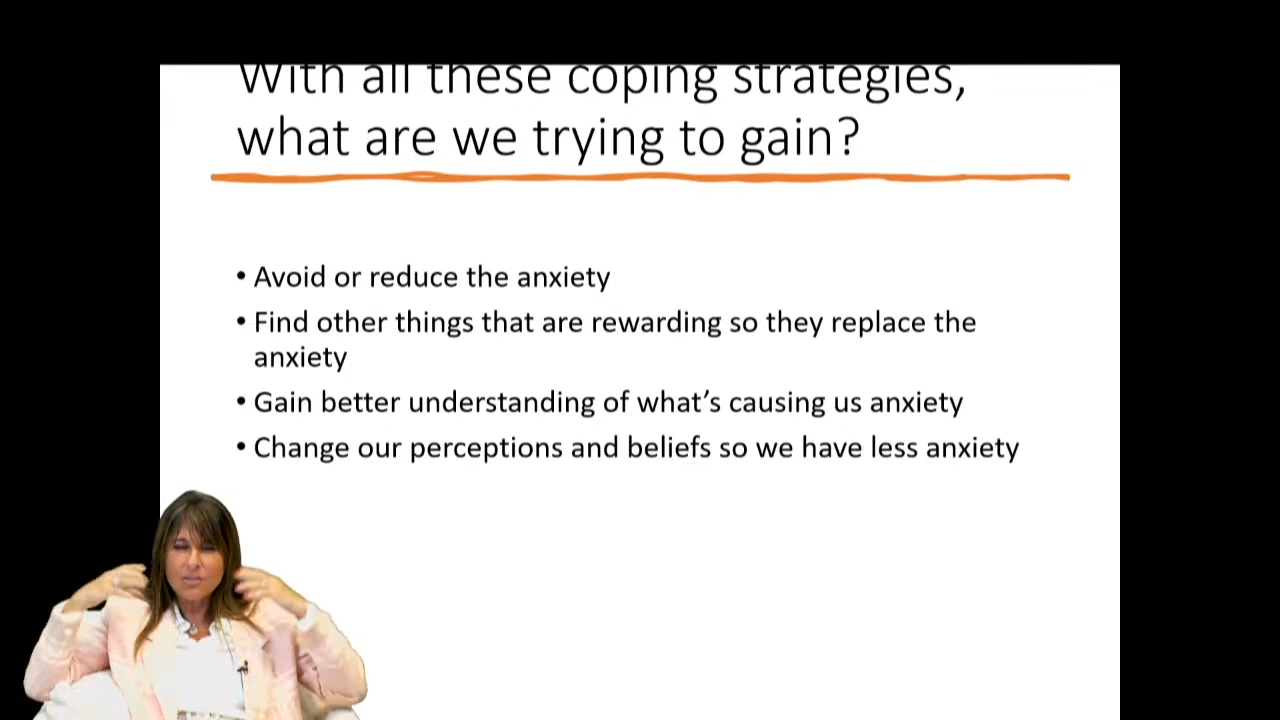 With all these coping strategies,
what are we trying to gain?
• Avoid or reduce the anxiety
• Find other things that are rewarding so they replace the
anxiety
• Gain better understanding of what’s causing us anxiety
• Change our perceptions and beliefs so we have less anxiety